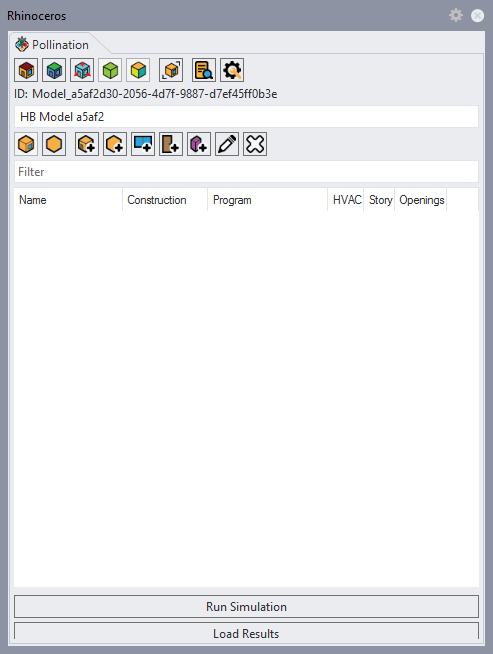 Rhinoceros
Pollination
ID: Model_a5af2d30-2056-4d7f-9887-d7ef45ff0b3e
HB Model a5af2
Filter
Name Construction Program HVAC Story Openings
Run Simulation
Load Results